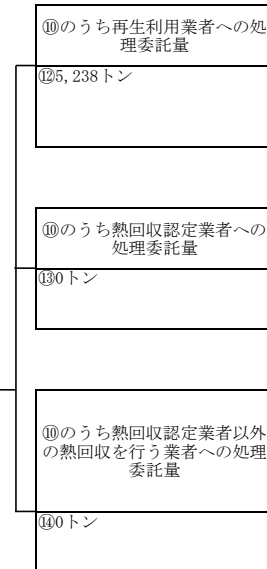 ⑩のうち再生利用業者への処
理委託量
⑫5,238トン
⑩のうち熱回収認定業者への
処理委託量
⑬0トン
⑩のうち熱回収認定業者以外
の熱回収を行う業者への処理
委託量
⑭0トン